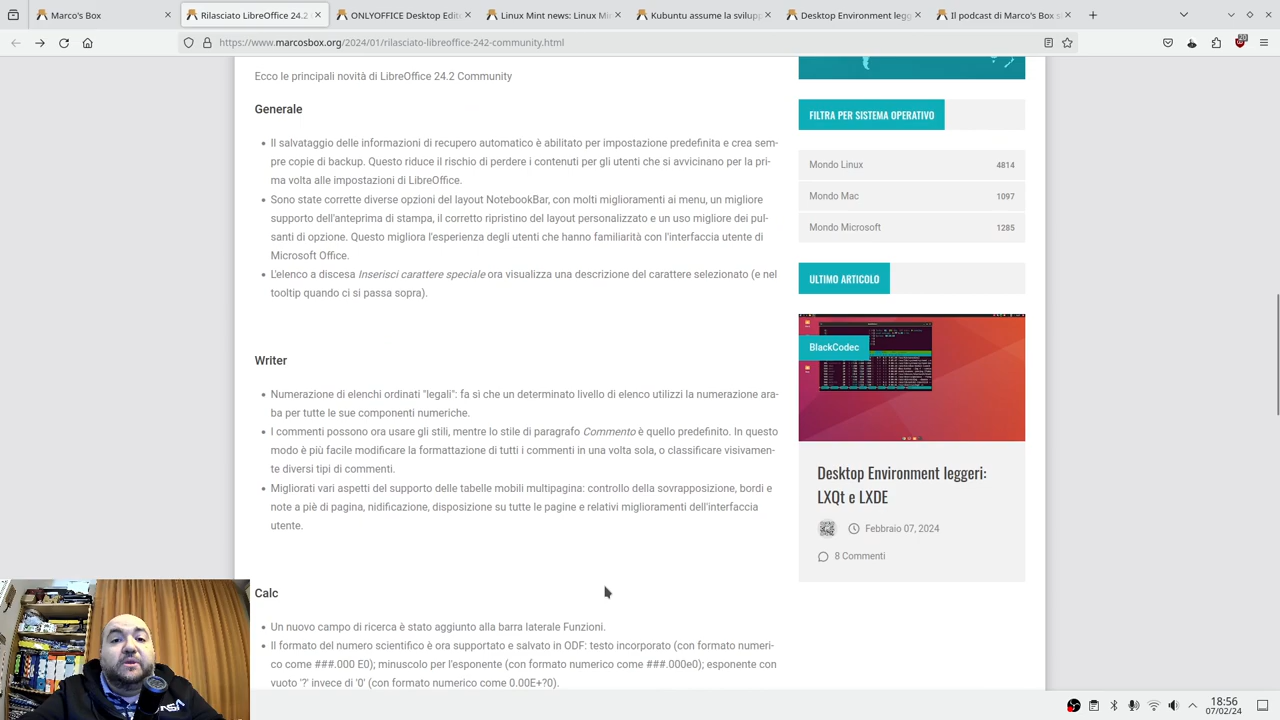 Marco's Box
Rilasciato LibreOffice 24.2
ONLYOFFICE Desktop Edit
Linux Mint news: Linux Mi
Kubuntu assume la svilupp
Desktop Environment legg
Il podcast di Marco's Box s
https://www.marcosbox.org/2024/01/rilasciato-libreoffice-242-community.html
Ecco le principali novità di LibreOffice 24.2 Community
Generale
Il salvataggio delle informazioni di recupero automatico è abilitato per impostazione predefinita e crea sem-
pre copie di backup. Questo riduce il rischio di perdere i contenuti per gli utenti che si avvicinano per la pri-
ma volta alle impostazioni di LibreOffice.
Sono state corrette diverse opzioni del layout NotebookBar, con molti miglioramenti ai menu, un migliore
supporto dell'anteprima di stampa, il corretto ripristino del layout personalizzato e un uso migliore dei pul-
santi di opzione. Questo migliora l'esperienza degli utenti che hanno familiarità con l'interfaccia utente di
Microsoft Office.
L'elenco a discesa Inserisci carattere speciale ora visualizza una descrizione del carattere selezionato (e nel
tooltip quando ci si passa sopra).
Writer
Numerazione di elenchi ordinati "legali": fa sì che un determinato livello di elenco utilizzi la numerazione ara-
ba per tutte le sue componenti numeriche.
I commenti possono ora usare gli stili, mentre lo stile di paragrafo Commento è quello predefinito. In questo
modo è più facile modificare la formattazione di tutti i commenti in una volta sola, o classificare visivamen-
te diversi tipi di commenti.
Migliorati vari aspetti del supporto delle tabelle mobili multipagina: controllo della sovrapposizione, bordi e
note a piè di pagina, nidificazione, disposizione su tutte le pagine e relativi miglioramenti dell'interfaccia
utente.
Calc
Un nuovo campo di ricerca è stato aggiunto alla barra laterale Funzioni.
Il formato del numero scientifico è ora supportato e salvato in ODF: testo incorporato (con formato numeri-
co come ###.000 E0); minuscolo per l'esponente (con formato numerico come ###.000e0); esponente con
vuoto '?' invece di '0' (con formato numerico come 0.00E+?0).
FILTRA PER SISTEMA OPERATIVO
Mondo Linux 4814
Mondo Mac 1097
Mondo Microsoft 1285
ULTIMO ARTICOLO
BlackCodec
Desktop Environment leggeri:
LXQt e LXDE
Febbraio 07, 2024
8 Commenti
18:56
07/02/24